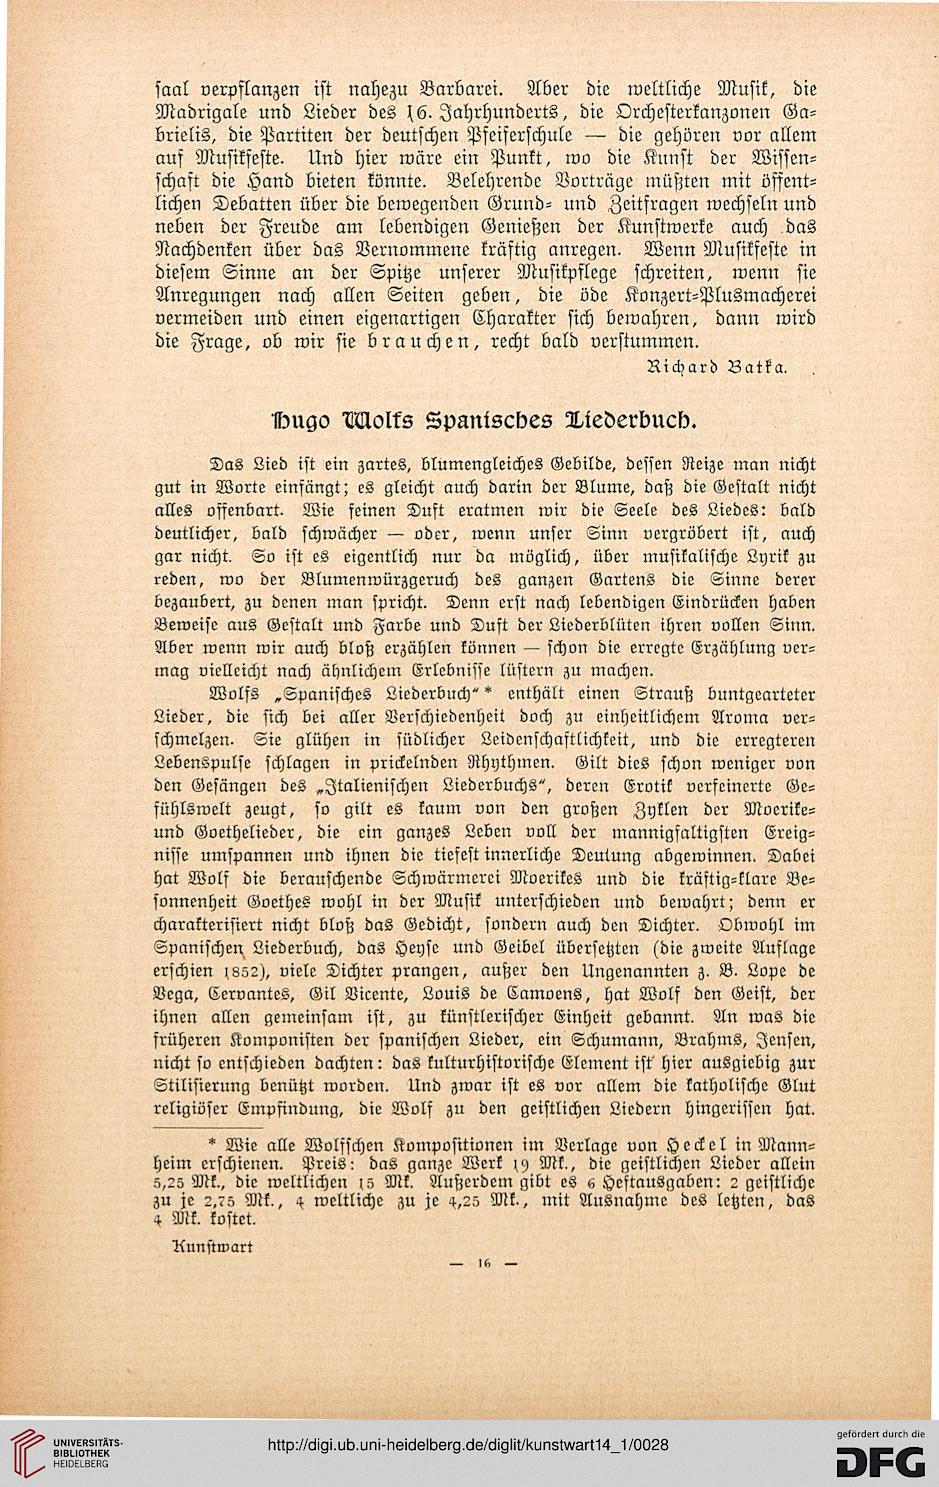 saal verpflanzen ist nahezu Barbarei. Aber die weltliche Musik, die
Madrigale und Lieder des 16. Jahrhunderts, die Orchesterkanzonen Ga-
brielis, die Partiten der deutschen Pfeiferschule — die gehören vor allem
auf Musikfeste. Und hier wäre ein Punkt, wo die Kunst der Wissen-
schaft die Hand bieten könnte. Belehrende Vorträge müßten mit öffent-
lichen Debatten über die bewegenden Grund- und Zeitfragen wechseln und
neben der Freude am lebendigen Genießen der Kunstwerke auch das
Nachdenken über das Vernommene kräftig anregen. Wenn Musikfeste in
diesem Sinne an der Spitze unserer Musikpflege schreiten, wenn sie
Anregungen nach allen Seiten geben, die öde Konzert-Plusmacherei
vermeiden und einen eigenartigen Charakter sich bewahren, dann wird
die Frage, ob wir sie brauchen, recht bald verstummen.
Richard Batka.
Hugo Wolfs Spanisches Liederbuch.
Das Lied ist ein zartes, blumengleiches Gebilde, dessen Reize man nicht
gut in Worte einfängt; es gleicht auch darin der Blume, daß die Gestalt nicht
alles offenbart. Wie feinen Duft eratmen wir die Seele des Liedes: bald
deutlicher, bald schwächer — oder, wenn unser Sinn vergröbert ist, auch
gar nicht. So ist es eigentlich nur da möglich, über musikalische Lyrik zu
reden, wo der Blumenwürzgeruch des ganzen Gartens die Sinne derer
bezaubert, zu denen man spricht. Denn erst nach lebendigen Eindrücken haben
Beweise aus Gestalt und Farbe und Duft der Liederblüten ihren vollen Sinn.
Aber wenn wir auch bloß erzählen können — schon die erregte Erzählung ver-
mag vielleicht nach ähnlichem Erlebnisse lüstern zu machen.
Wolfs „Spanisches Liederbuch"* enthält einen Strauß buntgearteter
Lieder, die sich bei aller Verschiedenheit doch zu einheitlichem Aroma ver-
schmelzen. Sie glühen in südlicher Leidenschaftlichkeit, und die erregteren
Lebenspulse schlagen in prickelnden Rhythmen. Gilt dies schon weniger von
den Gesängen des „Italienischen Liederbuchs", deren Erotik verfeinerte Ge-
fühlswelt zeugt, so gilt es kaum von den großen Zyklen der Moerike-
und Goethelieder, die ein ganzes Leben voll der mannigfaltigsten Ereig-
nisse umspannen und ihnen die tiefest innerliche Deutung abgewinnen. Dabei
hat Wolf die berauschende Schwärmerei Moerikes und die kräftig-klare Be-
sonnenheit Goethes wohl in der Musik unterschieden und bewahrt; denn er
charakterisiert nicht bloß das Gedicht, sondern auch den Dichter. Obwohl im
Spanischen Liederbuch, das Heyse und Geibel übersetzten (die zweite Auflage
erschien 1852), viele Dichter prangen, außer den Ungenannten z. B. Lope de
Vega, Cervantes, Gil Vicente, Louis de Camoens, hat Wolf den Geist, der
ihnen allen gemeinsam ist, zu künstlerischer Einheit gebannt. An was die
früheren Komponisten der spanischen Lieder, ein Schumann, Brahms, Jensen,
nicht so entschieden dachten: das kulturhistorische Element ist hier ausgiebig zur
Stilisierung benützt worden. Und zwar ist es vor allem die katholische Glut
religiöser Empfindung, die Wolf zu den geistlichen Liedern hingerissen hat.
* Wie alle Wolfschen Kompositionen im Verlage von Heckel in Mann-
heim erschienen. Preis: das ganze Werk 19 Mk., die geistlichen Lieder allein
5,25 Mk., die weltlichen 15 Mk. Außerdem gibt es 6 Heftausgaben: 2 geistliche
zu je 2,75 Mk., 4 weltliche zu je 4,25 Mk., mit Ausnahme des letzten, das
4 Mk. kostet.
Kunstwart
— 16 —
UNIVERSITÄTS-
BIBLIOTHEK
HEIDELBERG
http://digi.ub.uni-heidelberg.de/diglit/kunstwart14_1/0028
gefördert durch die
DFG